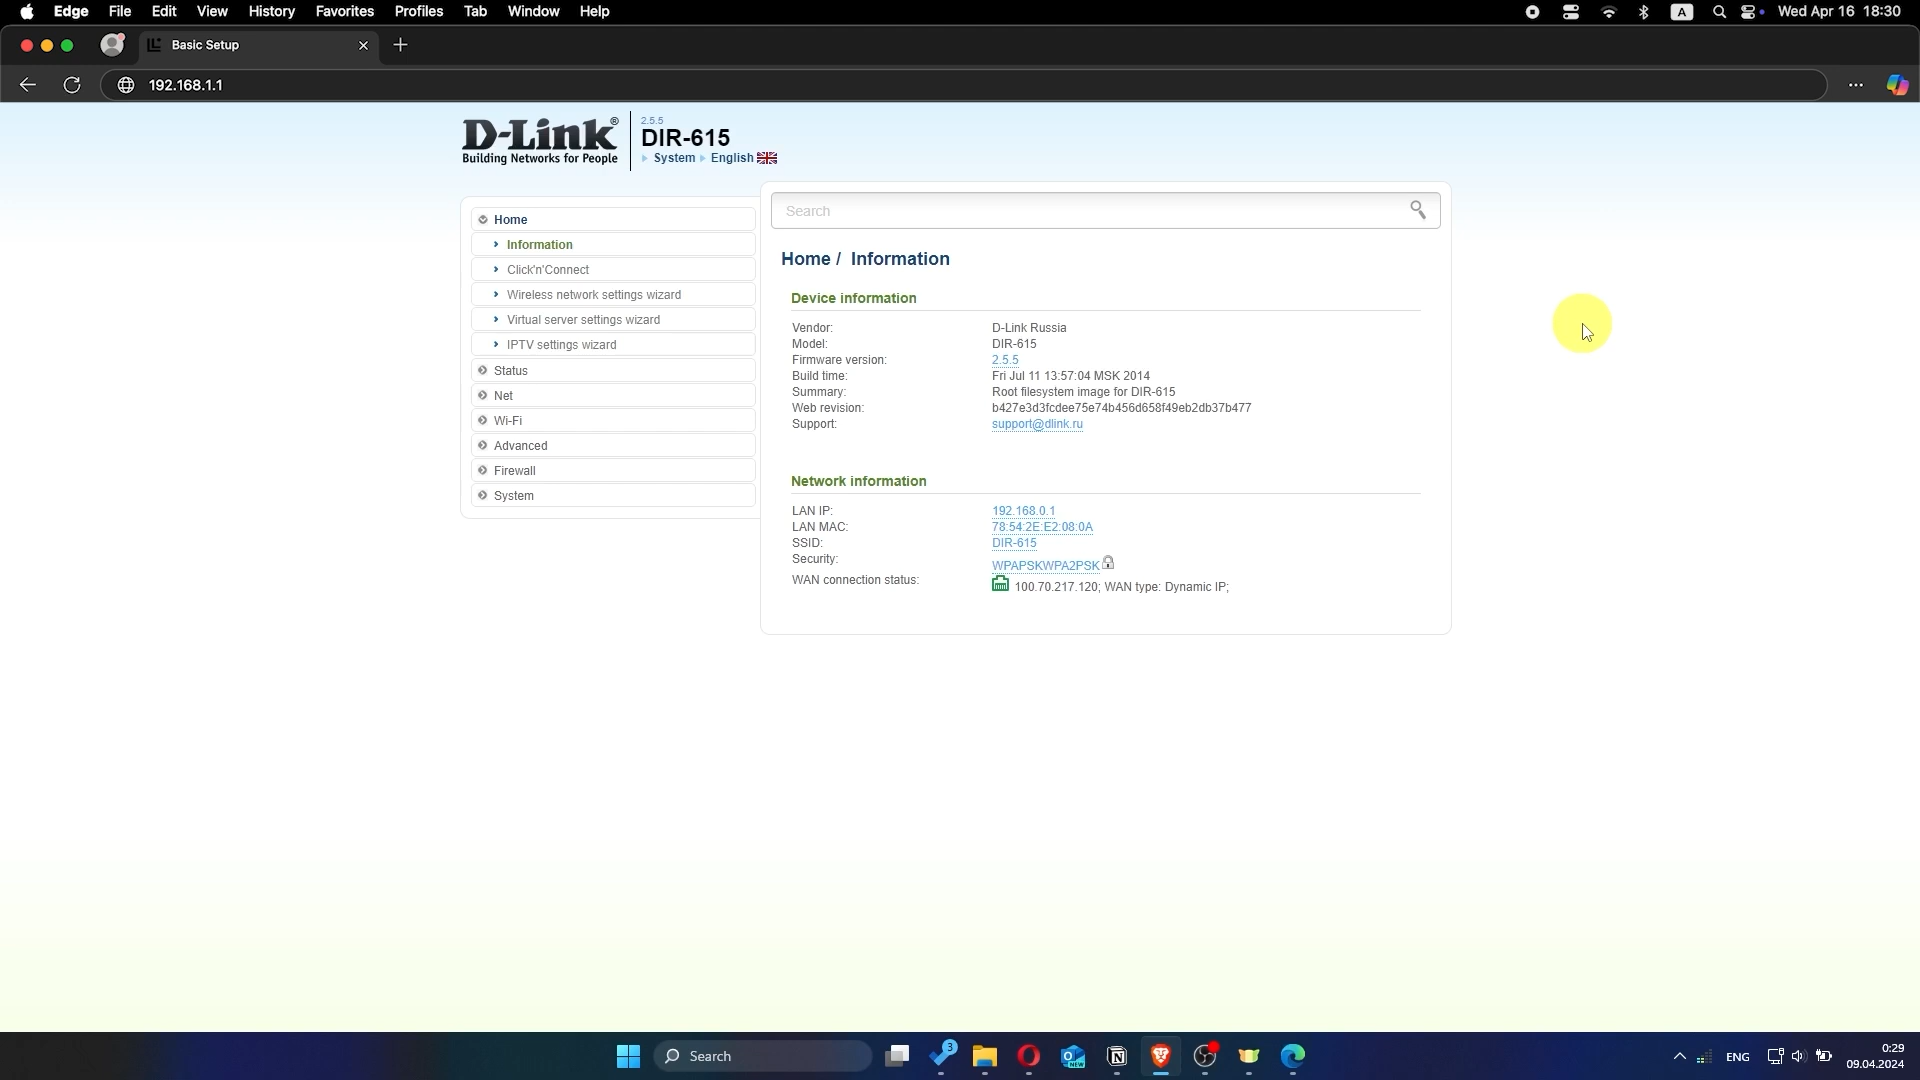 Edge File Edit View History Favorites Profiles Tab Window Help A Wed Apr 16 18:30
Basic Setup
192.168.1.1
D-Link®
Building Networks for People
2.5.5
DIR-615
System English
Search
Home
Information
Click'n'Connect
Wireless network settings wizard
Virtual server settings wizard
IPTV settings wizard
Status
Net
Wi-Fi
Advanced
Firewall
System
Home / Information
Device information
Vendor: D-Link Russia
Model: DIR-615
Firmware version: 2.5.5
Build time: Fri Jul 11 13:57:04 MSK 2014
Summary: Root filesystem image for DIR-615
Web revision: b427e3d3fcdee75e74b456d658f49eb2db37b477
Support: support@dlink.ru
Network information
LAN IP: 192.168.0.1
LAN MAC: 78:54:2E:E2:08:0A
SSID: DIR-615
Security: WPAPSKWPA2PSK
WAN connection status: 100.70.217.120; WAN type: Dynamic IP;
Search 3 NEW ENG 0:29
09.04.2024